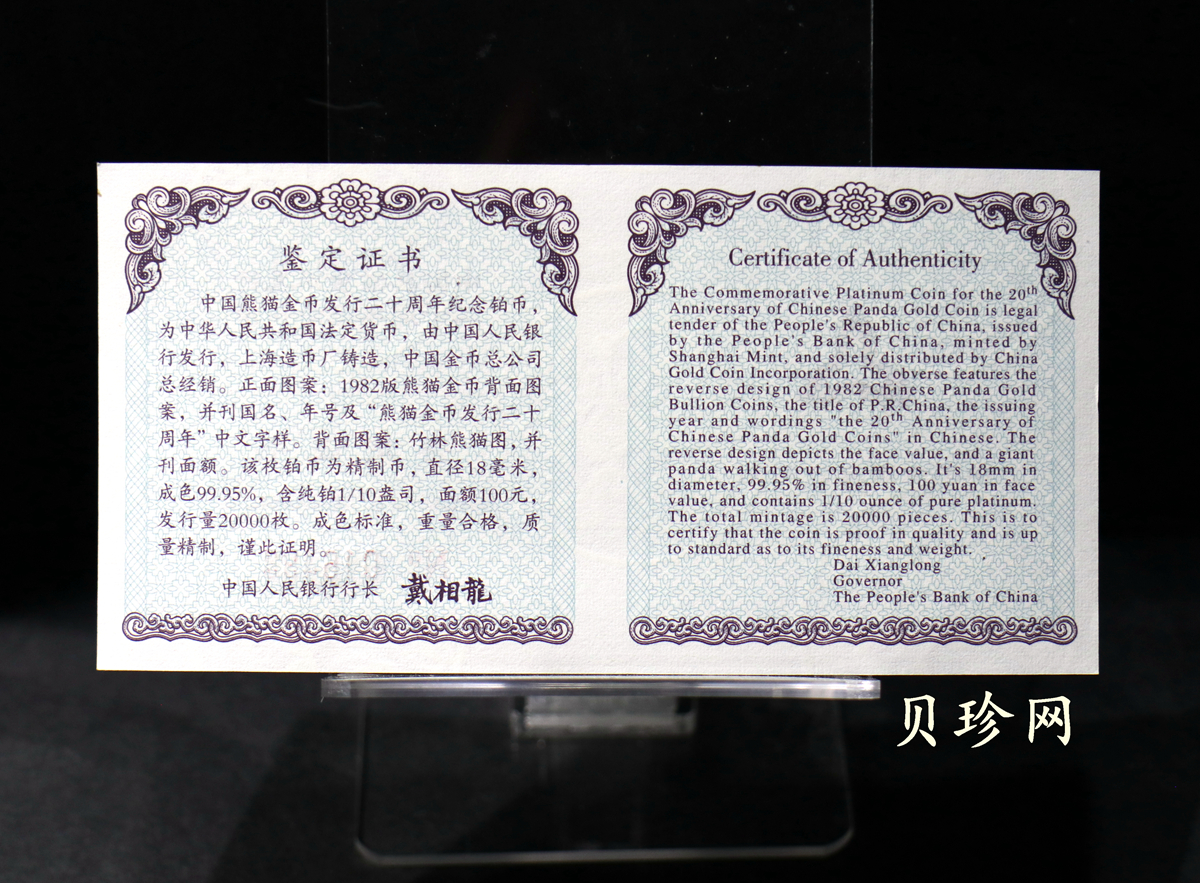 鉴定证书
中国熊猫金币发行二十周年纪念铂币，
为中华人民共和国法定货币，由中国人民银
行发行，上海造币厂铸造，中国金币总公司
总经销。正面图案：1982版熊猫金币背面图
案，并刊国名、年号及“熊猫金币发行二十
周年”中文字样。背面图案：竹林熊猫图，并
刊面额。该枚铂币为精制币，直径18毫米，
成色99.95%，含纯铂1/10盎司，面额100元，
发行量20000枚。成色标准，重量合格，质
量精制，谨此证明。
中国人民银行行长 戴相龍
Certificate of Authenticity
The Commemorative Platinum Coin for the 20th
Anniversary of Chinese Panda Gold Coin is legal
tender of the People's Republic of China, issued
by the People's Bank of China, minted by
Shanghai Mint, and solely distributed by China
Gold Coin Incorporation. The obverse features the
reverse design of 1982 Chinese Panda Gold
Bullion Coins, the title of P.R.China, the issuing
year and wordings "the 20th Anniversary of
Chinese Panda Gold Coins" in Chinese. The
reverse design depicts the face value, and a giant
panda walking out of bamboos. It's 18mm in
diameter, 99.95% in fineness, 100 yuan in face
value, and contains 1/10 ounce of pure platinum.
The total mintage is 20000 pieces. This is to
certify that the coin is proof in quality and is up
to standard as to its fineness and weight.
Dai Xianglong
Governor
The People's Bank of China
贝珍网